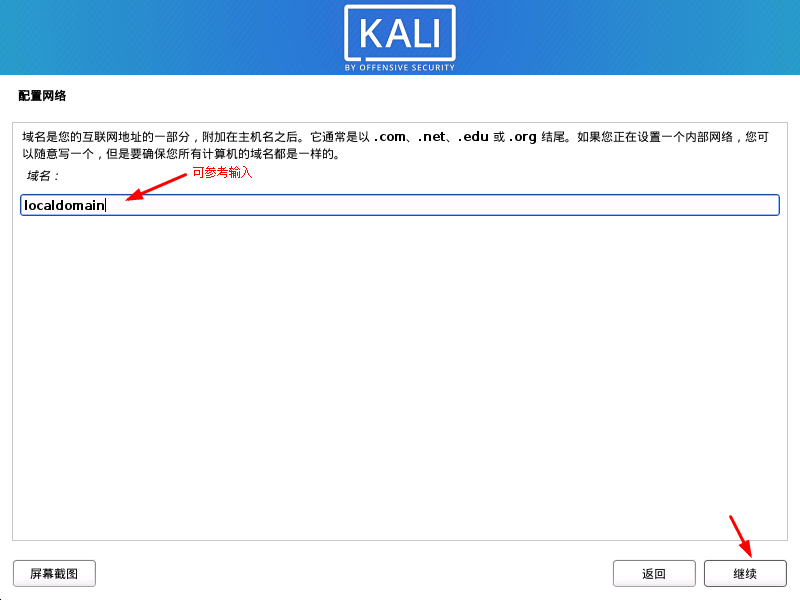 KALI
BY OFFENSIVE SECURITY
配置网络
域名是您的互联网地址的一部分，附加在主机名之后。它通常是以 .com、.net、.edu 或 .org 结尾。如果您正在设置一个内部网络，您可
以随意写一个，但是要确保您所有计算机的域名都是一样的。
域名：
可参考输入
localdomain
屏幕截图
返回
继续